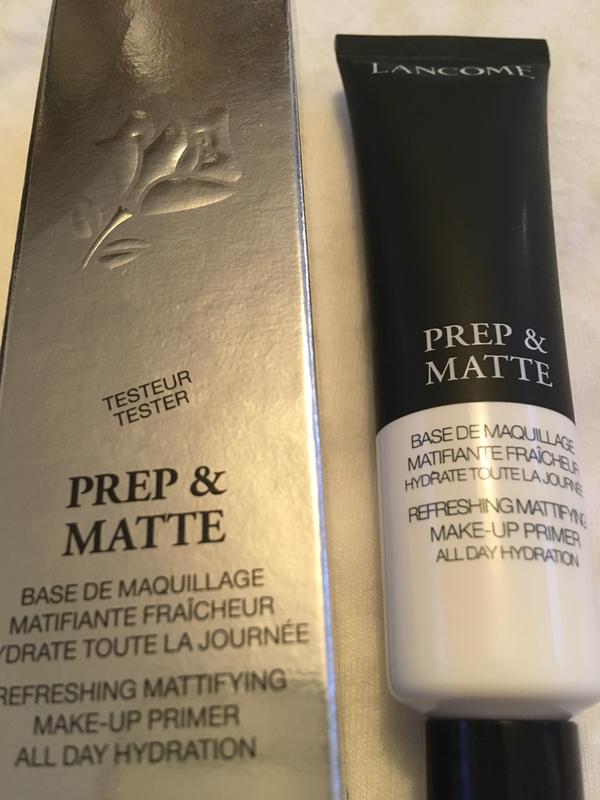 TESTEUR
TESTER
PREP &
MATTE
BASE DE MAQUILLAGE
MATIFIANTE FRAÎCHEUR
YDRATE TOUTE LA JOURNÉE
REFRESHING MATTIFYING
MAKE-UP PRIMER
ALL DAY HYDRATION
LANCOME
PREP &
MATTE
BASE DE MAQUILLAGE
MATIFIANTE FRAÎCHEUR
HYDRATE TOUTE LA JOURNÉE
REFRESHING MATTIFYING
MAKE-UP PRIMER
ALL DAY HYDRATION